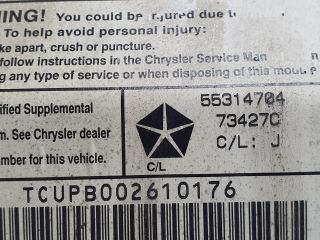 NING! You could be injured due to
To help avoid personal injury:
ke apart, crush or puncture.
follow instructions in the Chrysler Service Man
ng any type of service or when disposing of this
ified Supplemental
m. See Chrysler dealer
mber for this vehicle.
C/L
55314704
73427C
C/L: J
TCUPB002610176